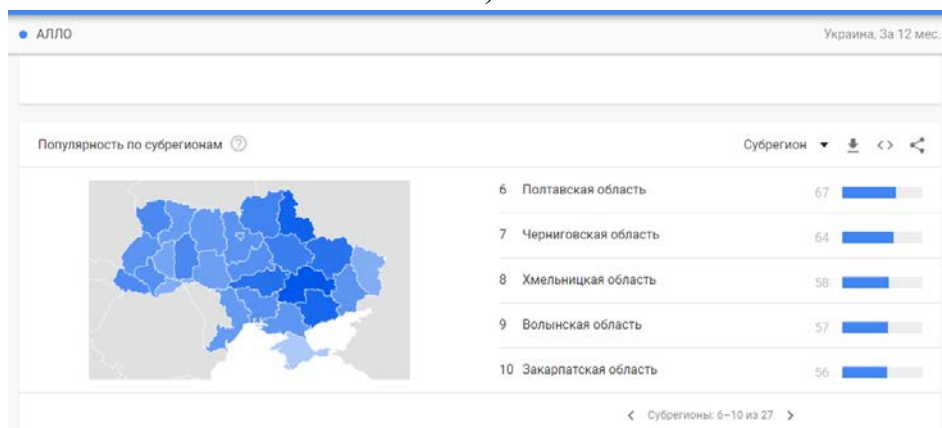 АЛЛО
Украина, За 12 мес.
Популярность по субрегионам
Субрегион
6 Полтавская область 67
7 Черниговская область 64
8 Хмельницкая область 58
9 Волынская область 57
10 Закарпатская область 56
Субрегионы: 6–10 из 27